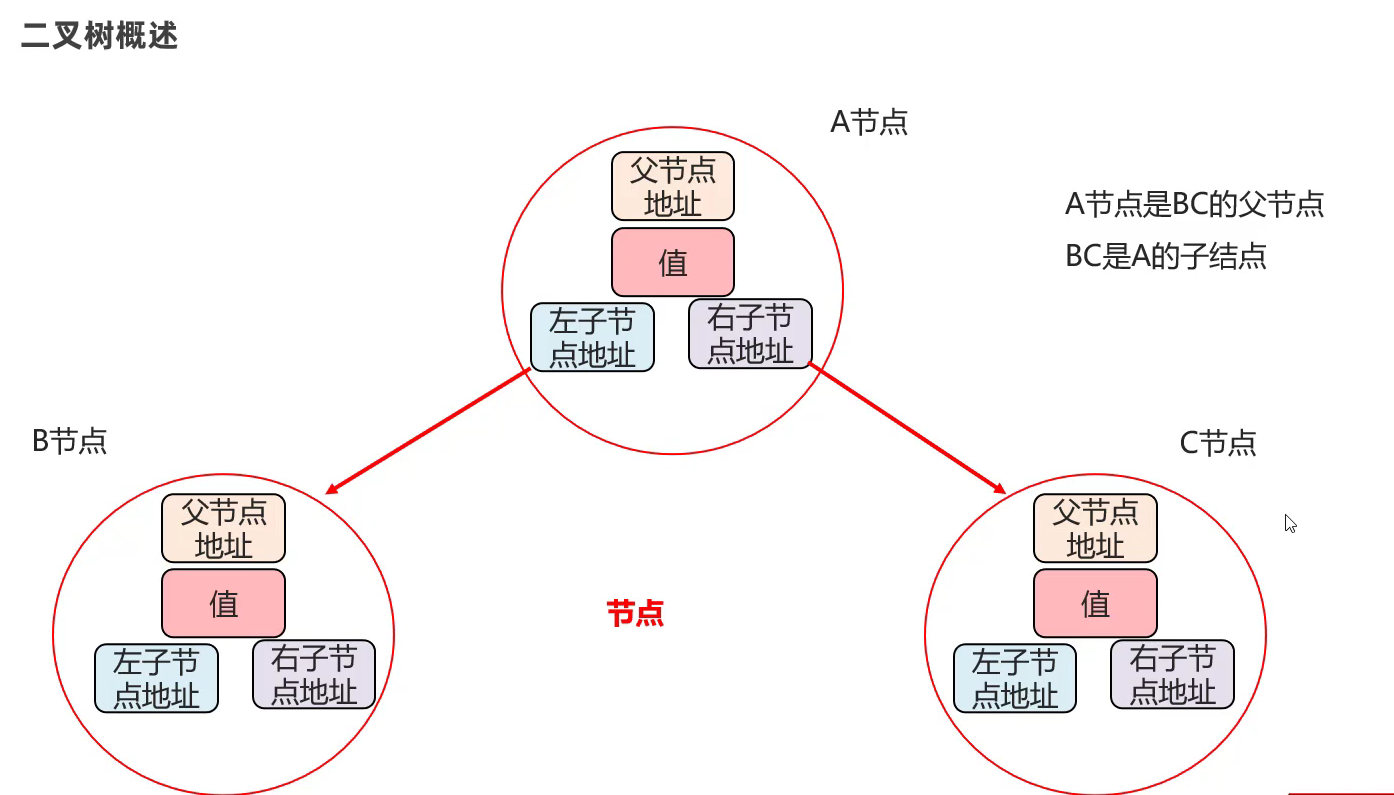 二叉树概述
A节点
父节点
地址
值
左子节
点地址
右子节
点地址
A节点是BC的父节点
BC是A的子结点
B节点
父节点
地址
值
左子节
点地址
右子节
点地址
节点
C节点
父节点
地址
值
左子节
点地址
右子节
点地址